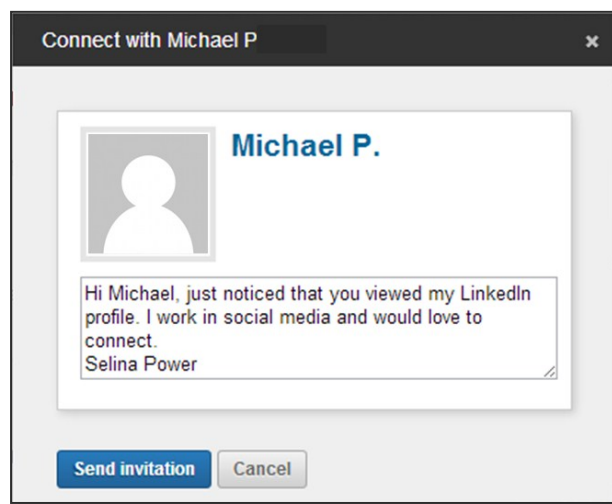 Connect with Michael P
Michael P.
Hi Michael, just noticed that you viewed my LinkedIn
profile. I work in social media and would love to
connect.
Selina Power
Send invitation
Cancel